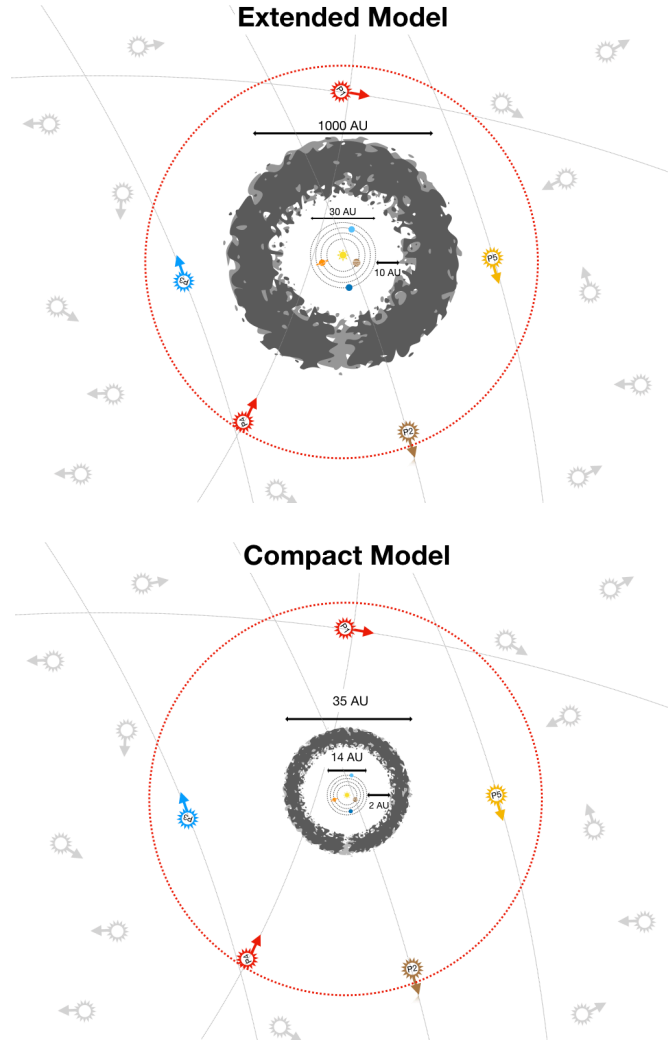 Extended Model
P1
1000 AU
30 AU
10 AU
P5
P3
P4
P2
Compact Model
P1
35 AU
14 AU
2 AU
P5
P3
P4
P2